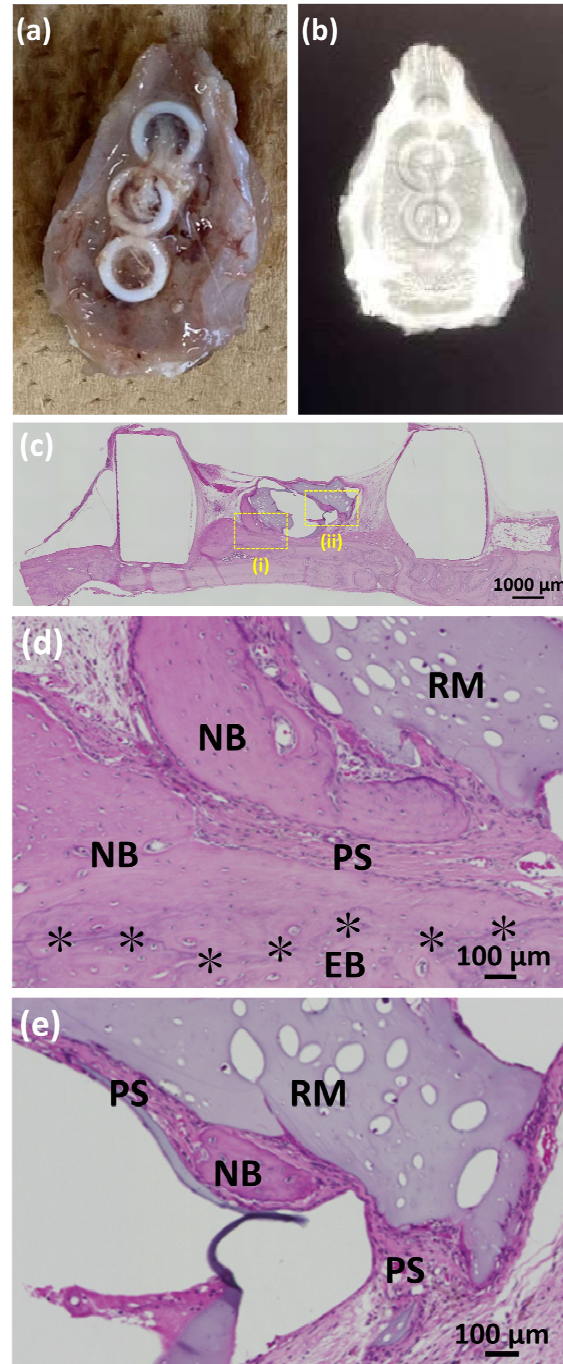 (a)
(b)
(c)
(i)
(ii)
1000 µm
(d)
RM
NB
NB
PS
* * * * * * *
EB
100 µm
(e)
PS
RM
NB
PS
100 µm